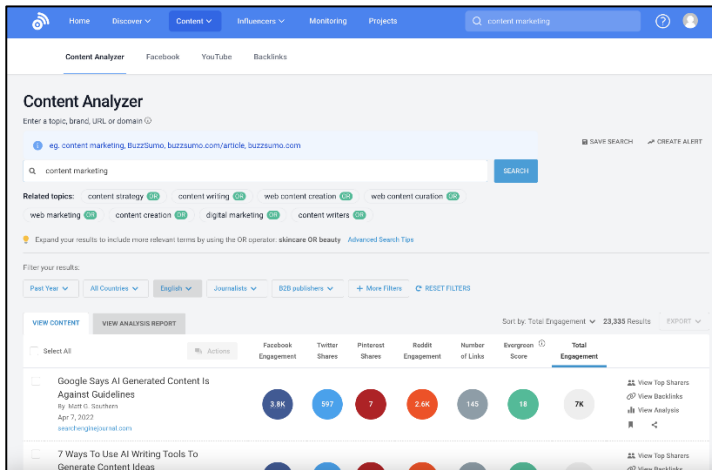 Home Discover Content Influencers Monitoring Projects content marketing
Content Analyzer Facebook YouTube Backlinks
Content Analyzer
Enter a topic, brand, URL or domain
eg. content marketing, BuzzSumo, buzzsumo.com/article, buzzsumo.com
SAVE SEARCH CREATE ALERT
content marketing SEARCH
Related topics: content strategy OR content writing OR web content creation OR web content curation OR
web marketing OR content creation OR digital marketing OR content writers OR
Expand your results to include more relevant terms by using the OR operator: skincare OR beauty Advanced Search Tips
Filter your results:
Past Year All Countries English Journalists B2B publishers + More Filters RESET FILTERS
VIEW CONTENT VIEW ANALYSIS REPORT Sort by: Total Engagement 23,335 Results EXPORT
Select All Actions Facebook Engagement Twitter Shares Pinterest Shares Reddit Engagement Number of Links Evergreen Score Total Engagement
Google Says AI Generated Content Is
Against Guidelines
By Matt G. Southern
Apr 7, 2022
searchenginejournal.com
3.8K 597 7 2.6K 145 18 7K
View Top Sharers
View Backlinks
View Analysis
7 Ways To Use AI Writing Tools To
Generate Content Ideas
View Top Sharers
View Backlinks